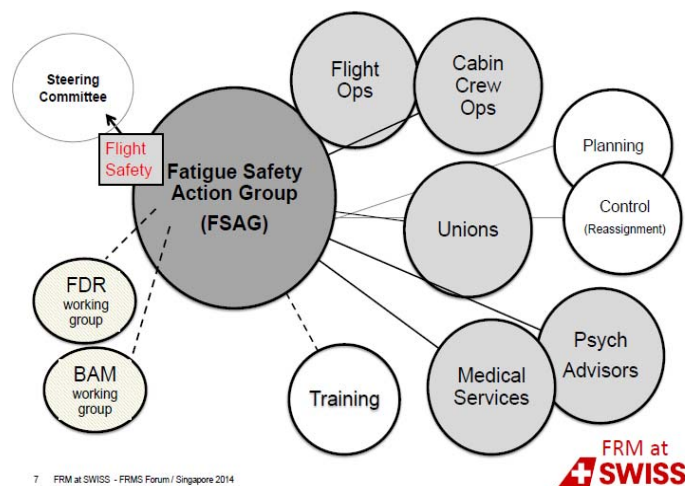 Steering
Committee
Flight
Safety
Fatigue Safety
Action Group
(FSAG)
Flight
Ops
Cabin
Crew
Ops
Planning
Control
(Reassignment)
Unions
FDR
working
group
BAM
working
group
Training
Medical
Services
Psych
Advisors
7 FRM at SWISS - FRMS Forum / Singapore 2014
FRM at
SWISS